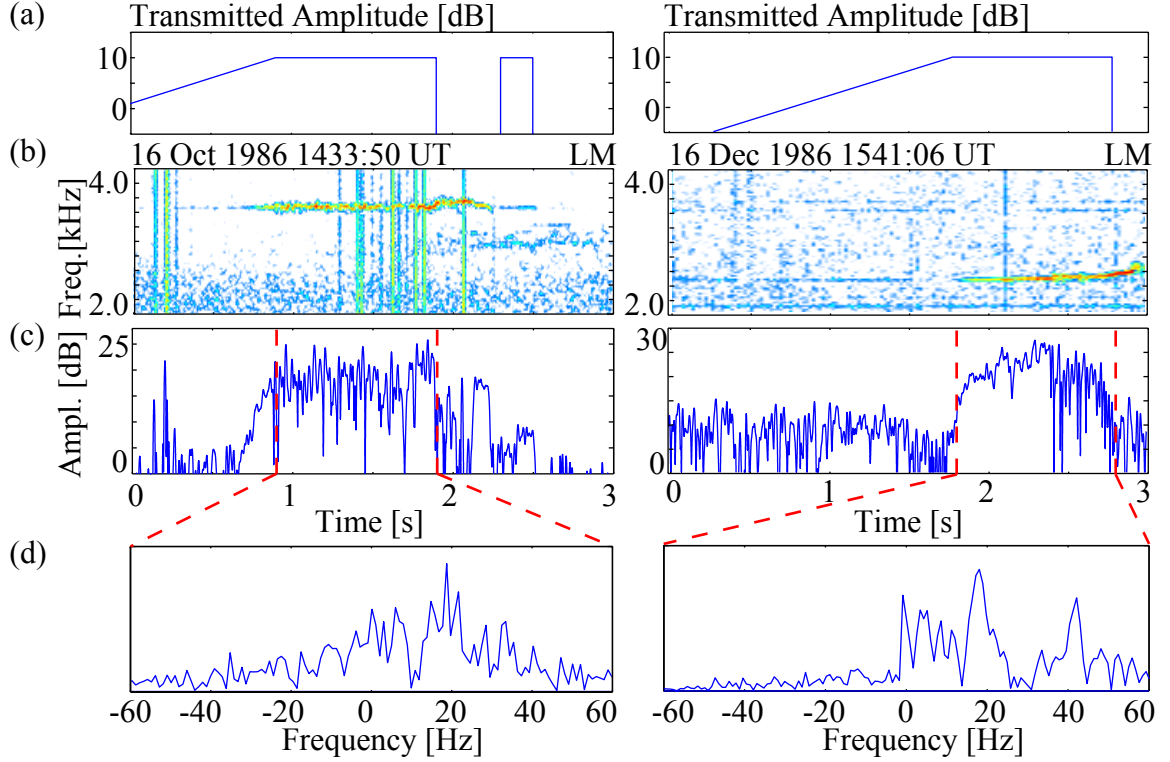 (a)
Transmitted Amplitude [dB]
Transmitted Amplitude [dB]
10
0
10
0
(b)
16 Oct 1986 1433:50 UT LM
16 Dec 1986 1541:06 UT LM
Freq.[kHz]
4.0
2.0
4.0
2.0
(c)
Ampl. [dB]
25
0
30
0
0 1 2 3
Time [s]
0 1 2 3
Time [s]
(d)
-60 -40 -20 0 20 40 60
Frequency [Hz]
-60 -40 -20 0 20 40 60
Frequency [Hz]